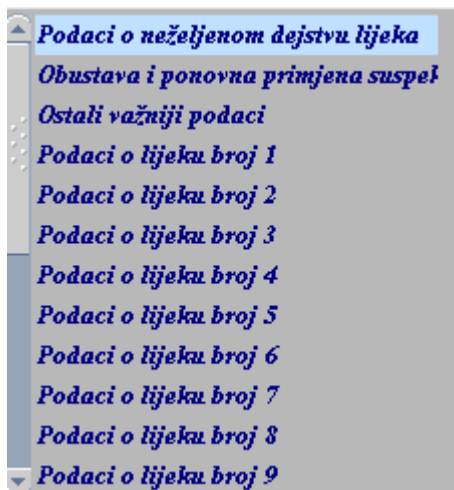 Podaci o neželjenom dejstvu lijeka
Obustava i ponovna primjena
Ostali važniji podaci
Podaci o lijeku broj 1
Podaci o lijeku broj 2
Podaci o lijeku broj 3
Podaci o lijeku broj 4
Podaci o lijeku broj 5
Podaci o lijeku broj 6
Podaci o lijeku broj 7
Podaci o lijeku broj 8
Podaci o lijeku broj 9